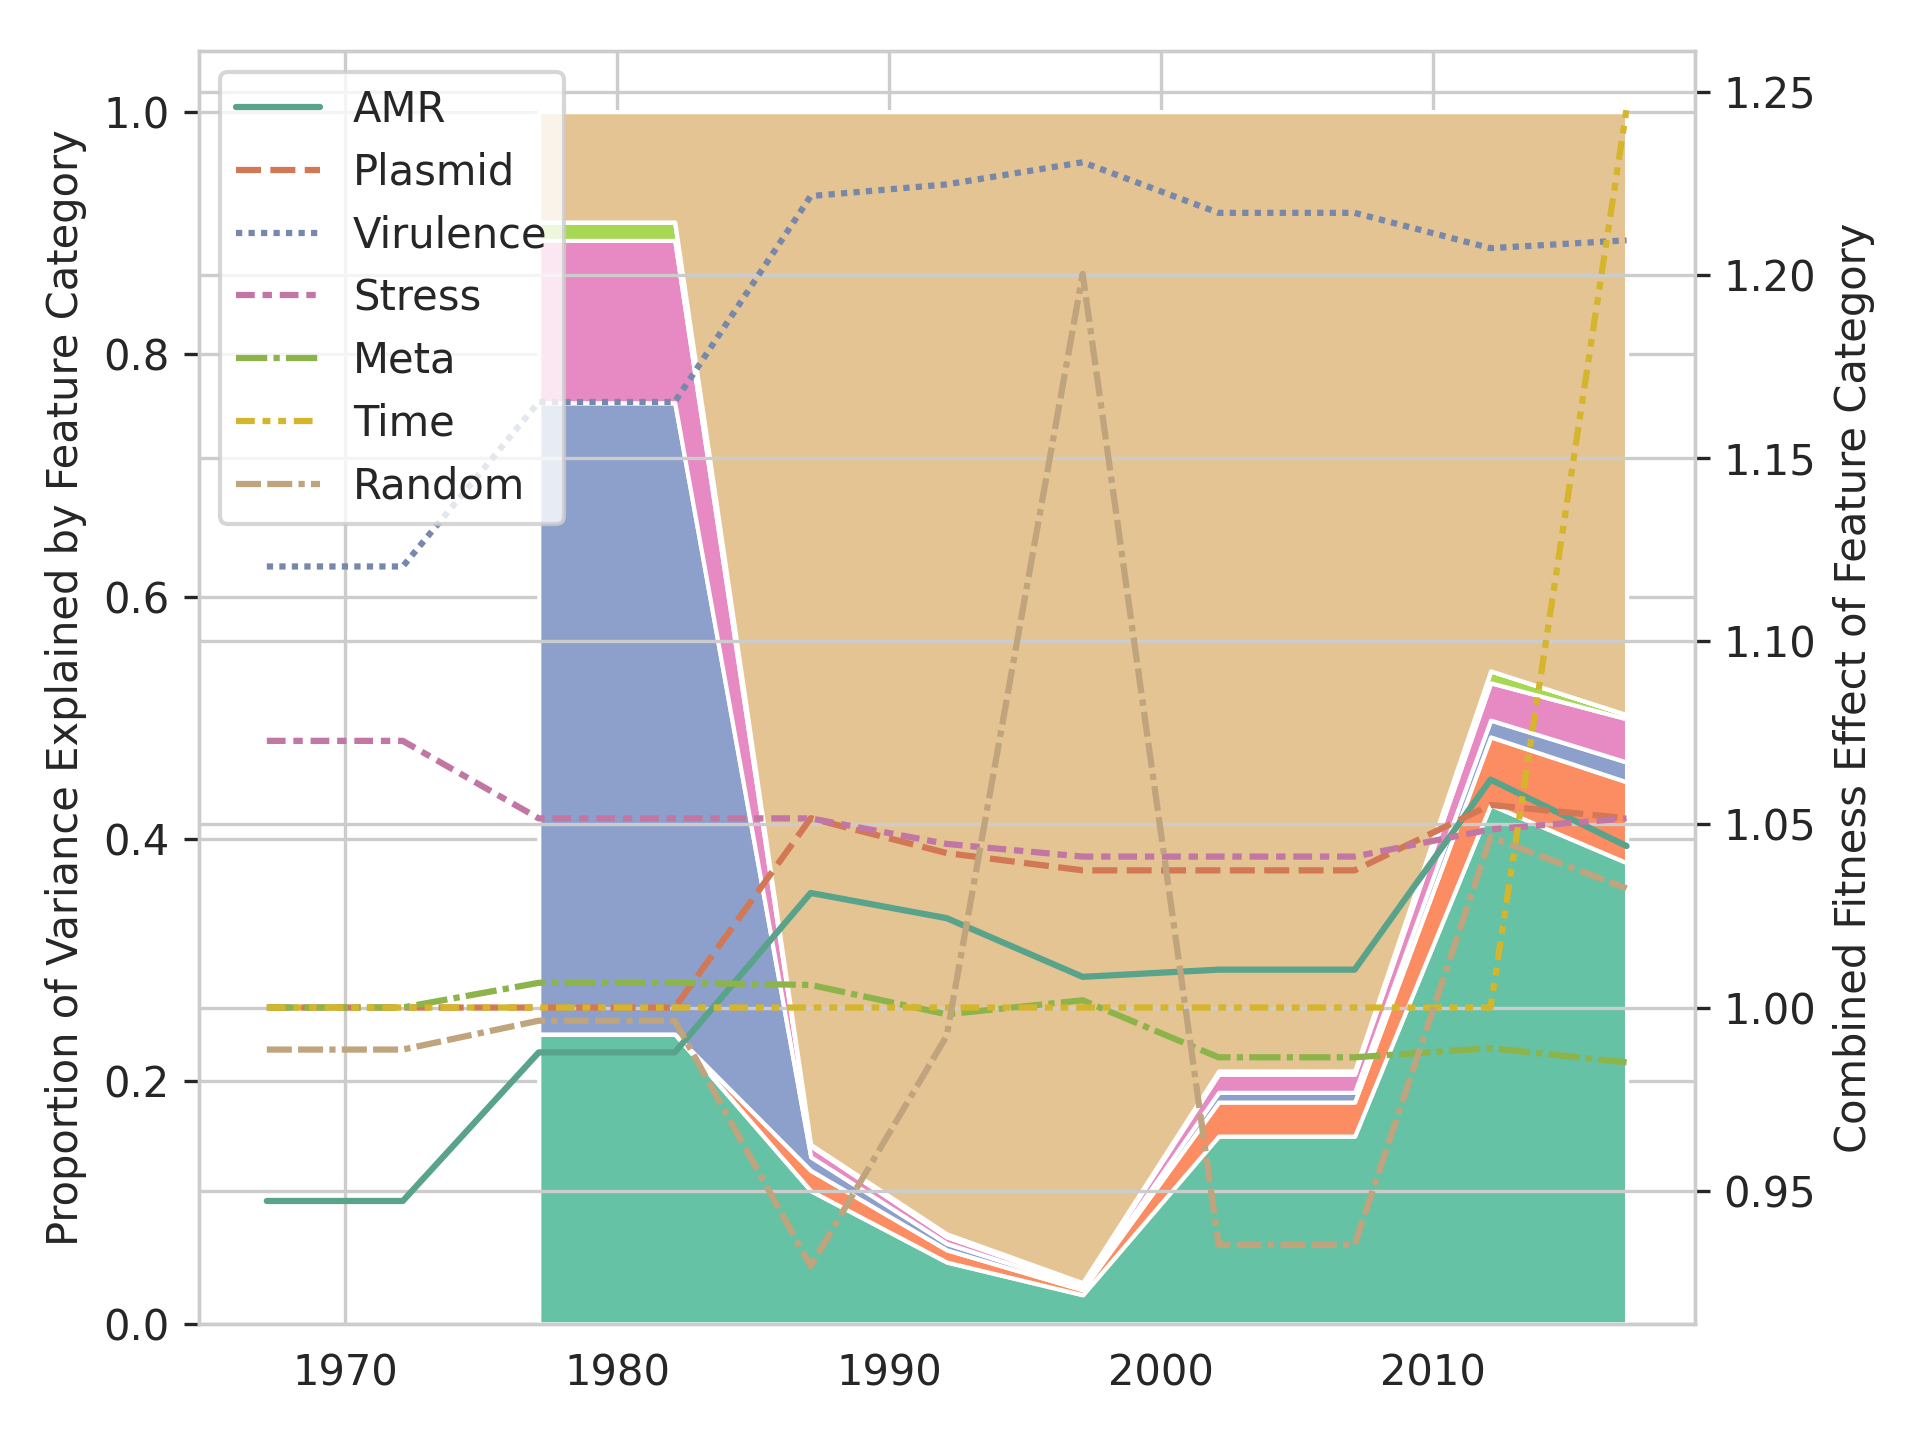 Proportion of Variance Explained by Feature Category
1.0
0.8
0.6
0.4
0.2
0.0
AMR
Plasmid
Virulence
Stress
Meta
Time
Random
1970
1980
1990
2000
2010
1.25
1.20
1.15
1.10
1.05
1.00
0.95
Combined Fitness Effect of Feature Category